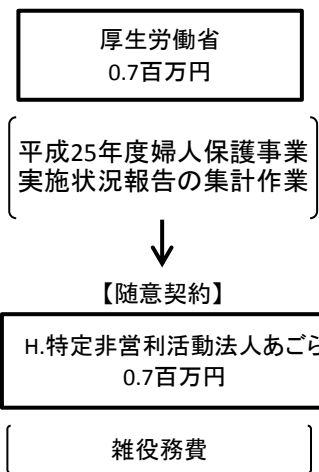 厚生労働省
0.7百万円
平成25年度婦人保護事業
実施状況報告の集計作業
【随意契約】
H.特定非営利活動法人あごら
0.7百万円
雑役務費